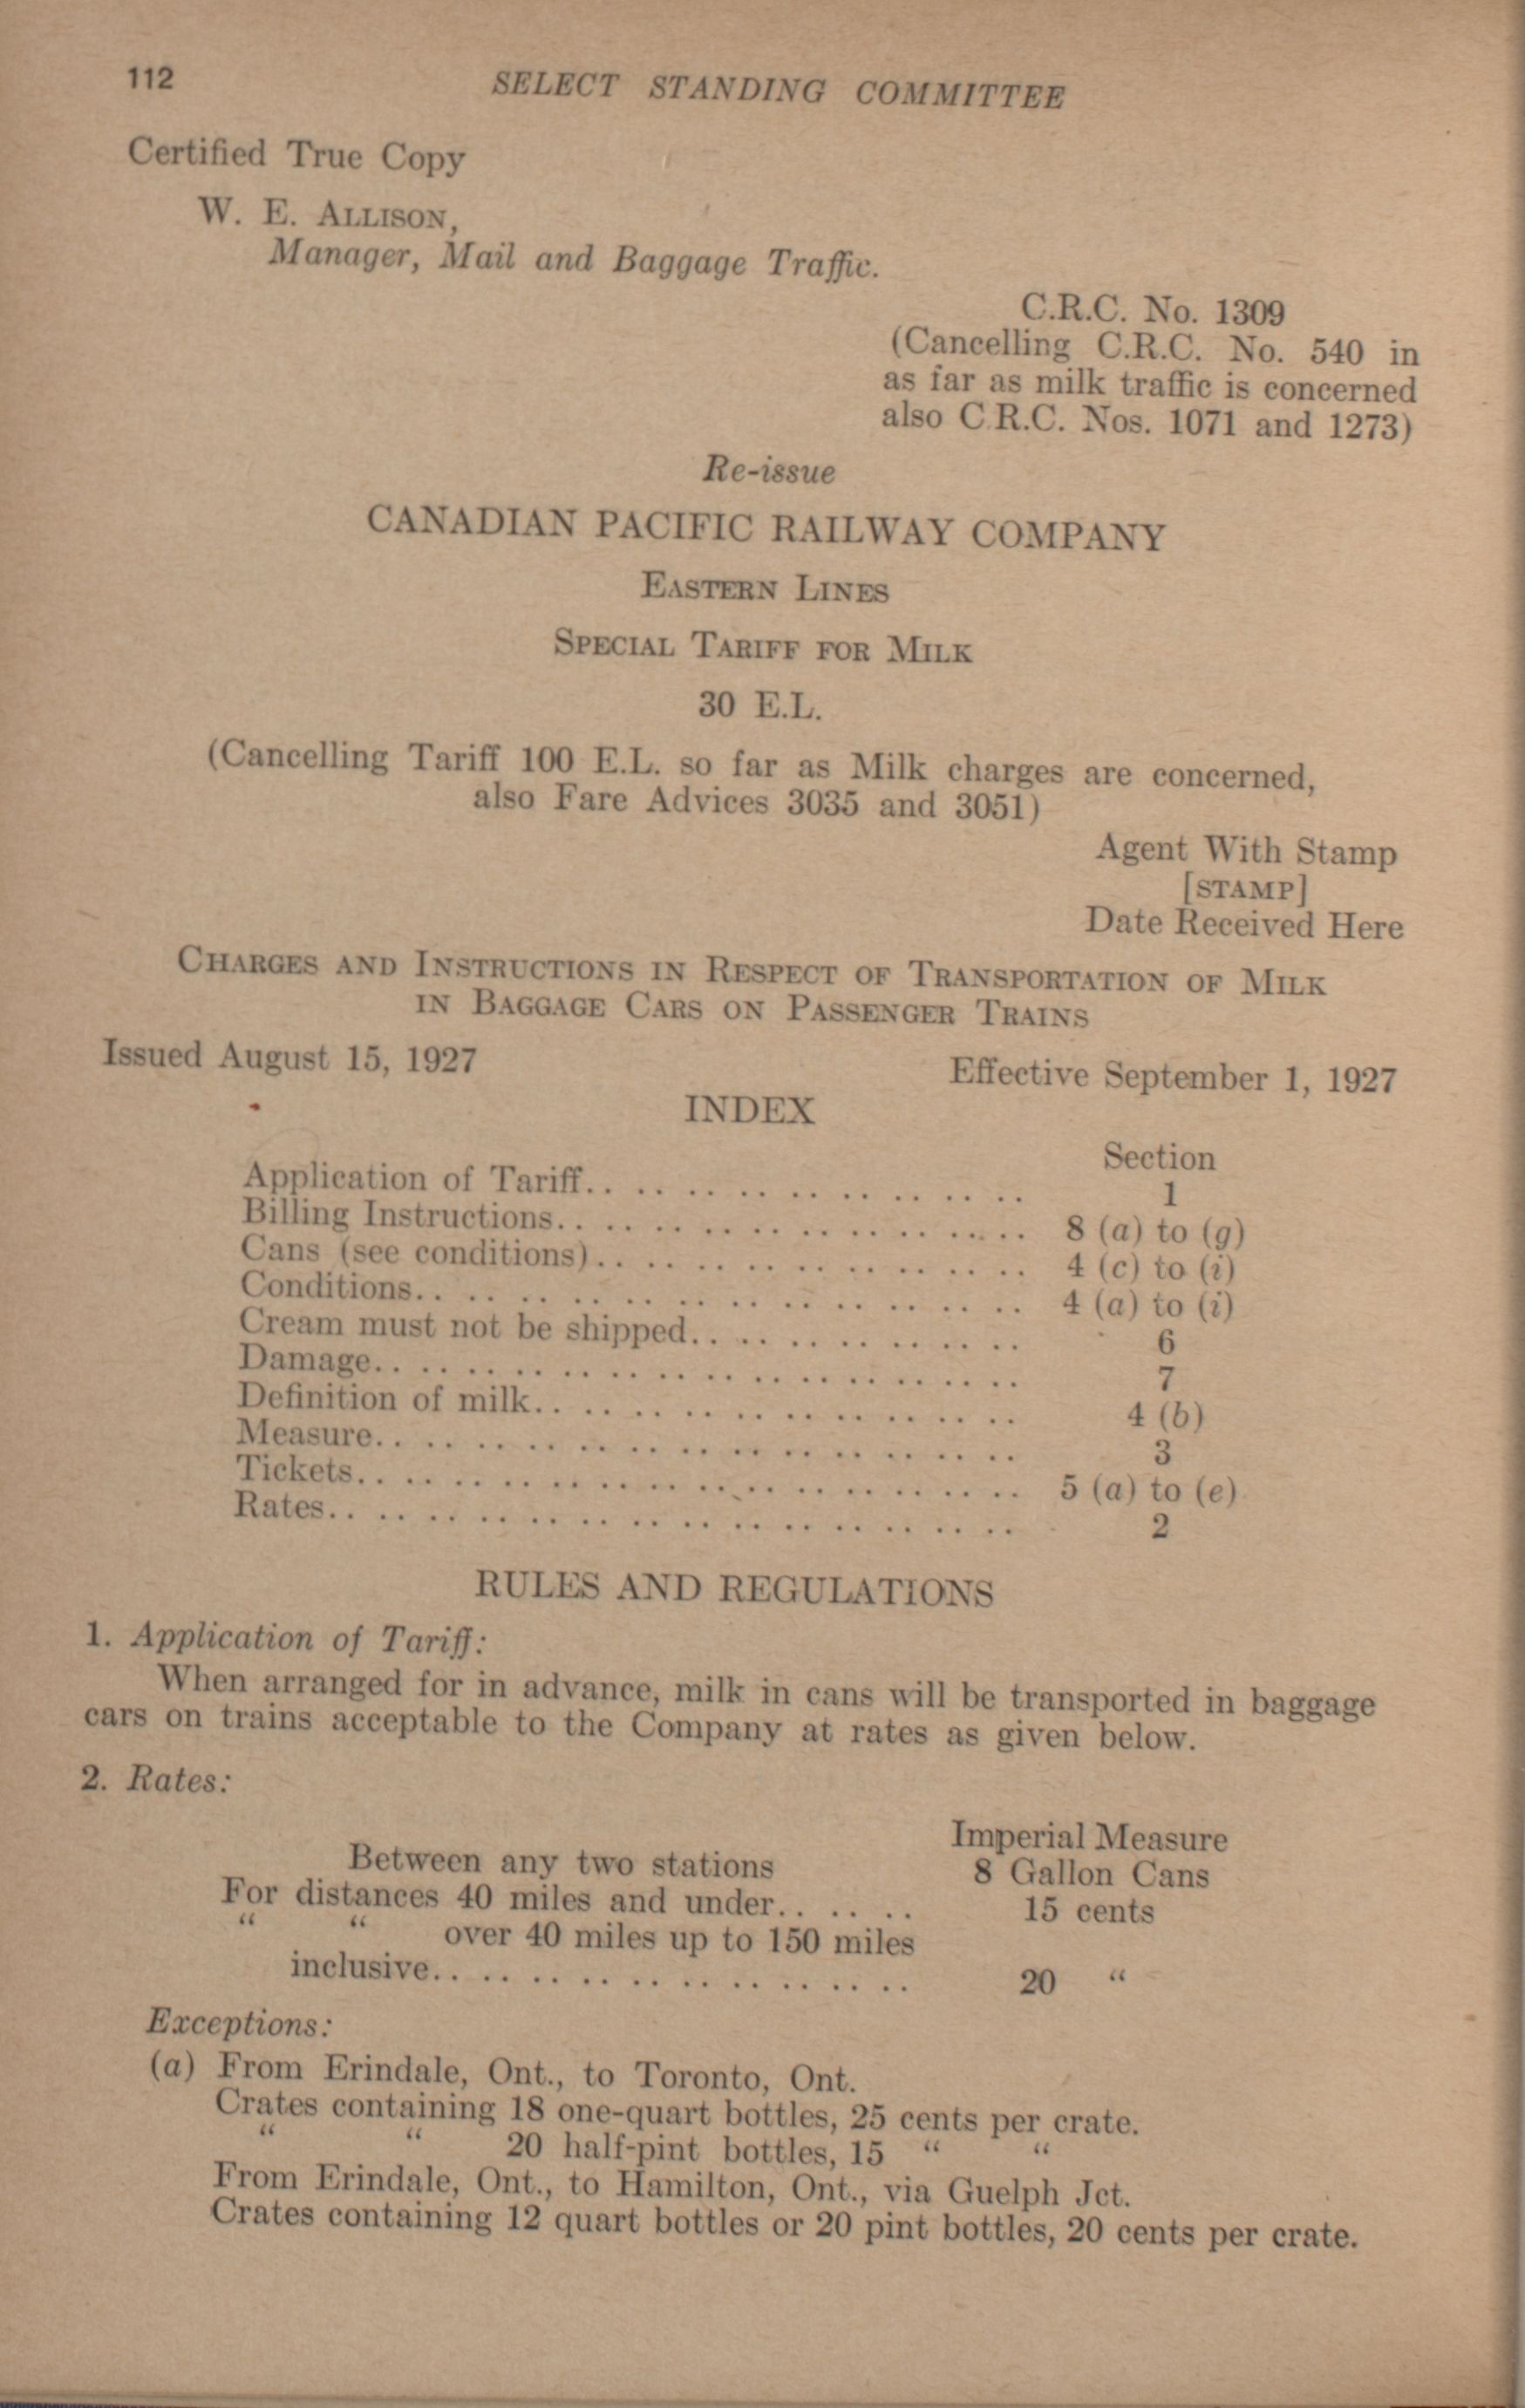 112
SELECT STANDING COMMITTEE
Certified True Copy
W. E. ALLISON,
Manager, Mail and Baggage Traffic.
C.R.C. No. 1309
(Cancelling C.R.C. No. 540 in
as far as milk traffic is concerned
also C.R.C. Nos. 1071 and 1273)
Re-issue
CANADIAN PACIFIC RAILWAY COMPANY
EASTERN LINES
SPECIAL TARIFF FOR MILK
30 E.L.
(Cancelling Tariff 100 E.L. so far as Milk charges are concerned,
also Fare Advices 3035 and 3051)
Agent With Stamp
[STAMP]
Date Received Here
CHARGES AND INSTRUCTIONS IN RESPECT OF TRANSPORTATION OF MILK
IN BAGGAGE CARS ON PASSENGER TRAINS
Issued August 15, 1927 Effective September 1, 1927
INDEX
Section
Application of Tariff.. .. .. .. .. .. .. .. .. 1
Billing Instructions.. .. .. .. .. .. .. .. .. .. 8 (a) to (g)
Cans (see conditions).. .. .. .. .. .. .. .. .. 4 (c) to (i)
Conditions.. .. .. .. .. .. .. .. .. .. .. .. 4 (a) to (i)
Cream must not be shipped.. .. .. .. .. .. .. 6
Damage.. .. .. .. .. .. .. .. .. .. .. .. .. 7
Definition of milk.. .. .. .. .. .. .. .. .. .. 4 (b)
Measure.. .. .. .. .. .. .. .. .. .. .. .. .. 3
Tickets.. .. .. .. .. .. .. .. .. .. .. .. .. .. 5 (a) to (e)
Rates.. .. .. .. .. .. .. .. .. .. .. .. .. .. 2
RULES AND REGULATIONS
1. Application of Tariff:
When arranged for in advance, milk in cans will be transported in baggage
cars on trains acceptable to the Company at rates as given below.
2. Rates:
Imperial Measure
Between any two stations 8 Gallon Cans
For distances 40 miles and under.. .. .. 15 cents
“ “ over 40 miles up to 150 miles
inclusive.. .. .. .. .. .. .. .. .. .. 20 “
Exceptions:
(a) From Erindale, Ont., to Toronto, Ont.
Crates containing 18 one-quart bottles, 25 cents per crate.
“ “ 20 half-pint bottles, 15 “ “
From Erindale, Ont., to Hamilton, Ont., via Guelph Jct.
Crates containing 12 quart bottles or 20 pint bottles, 20 cents per crate.